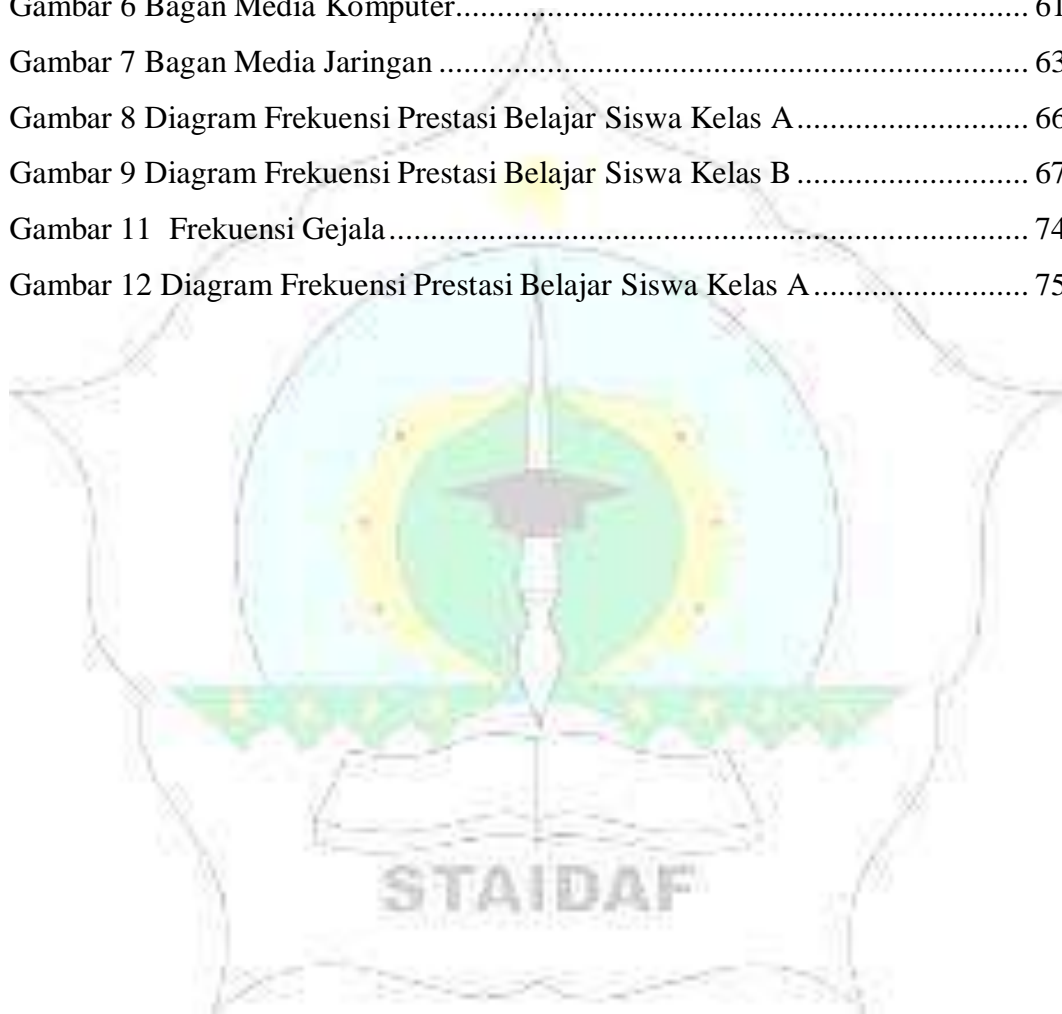 Gambar 6 Bagan Media Komputer.......................................................................... 61
Gambar 7 Bagan Media Jaringan ............................................................................ 63
Gambar 8 Diagram Frekuensi Prestasi Belajar Siswa Kelas A.............................. 66
Gambar 9 Diagram Frekuensi Prestasi Belajar Siswa Kelas B .............................. 67
Gambar 11  Frekuensi Gejala................................................................................... 74
Gambar 12 Diagram Frekuensi Prestasi Belajar Siswa Kelas A............................ 75
STAIDAF